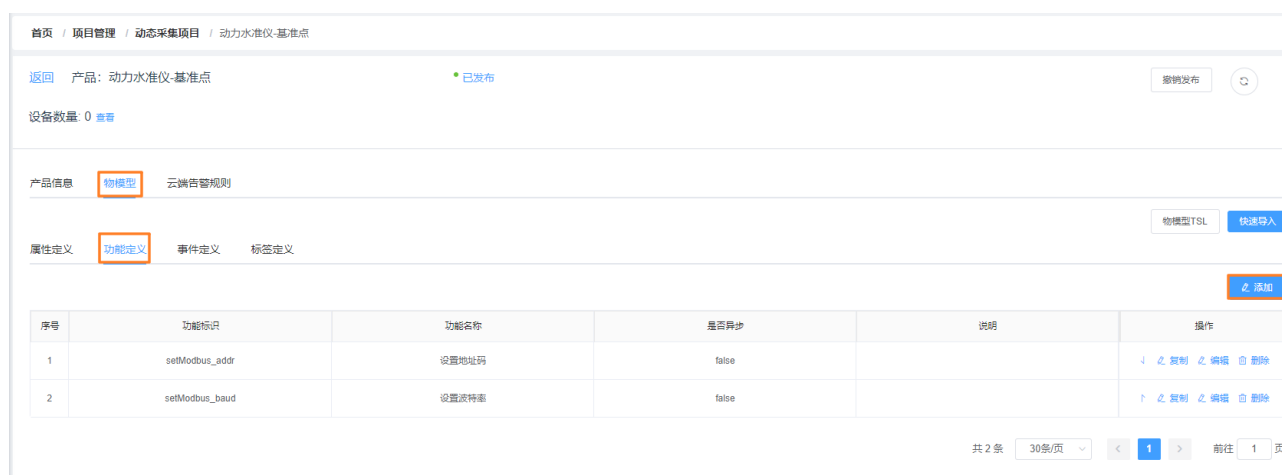 首页 / 项目管理 / 动态采集项目 / 动力水准仪-基准点
返回 产品：动力水准仪-基准点 已发布 撤销发布
设备数量: 0 查看
产品信息 物模型 云端告警规则
物模型TSL 快速导入
属性定义 功能定义 事件定义 标签定义
添加
序号 功能标识 功能名称 是否异步 说明 操作
1 setModbus_addr 设置地址码 false ↓ 复制 编辑 删除
2 setModbus_baud 设置波特率 false ↑ 复制 编辑 删除
共 2 条 30条/页 < 1 > 前往 1 页